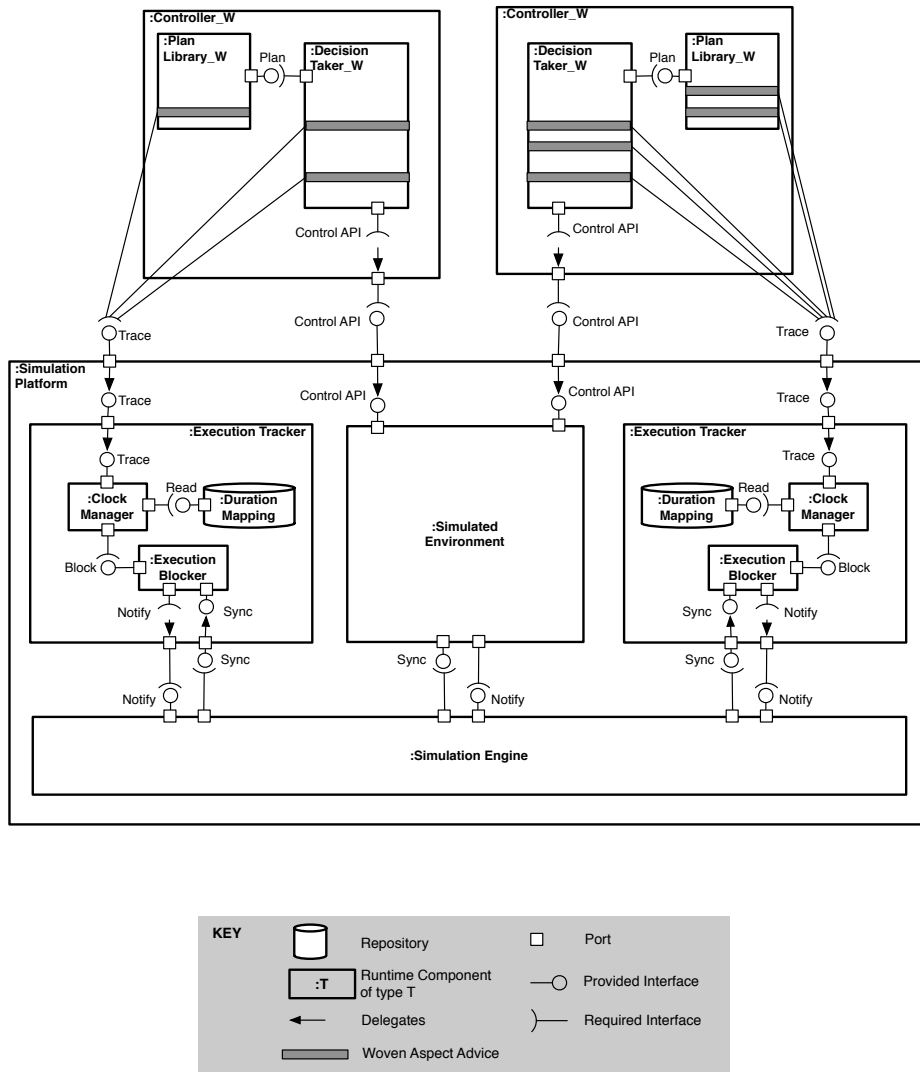 :Controller_W
:Plan
Library_W
Plan
:Decision
Taker_W
Control API
:Controller_W
:Decision
Taker_W
Plan
:Plan
Library_W
Control API
Trace
Control API
Control API
Trace
:Simulation
Platform
Trace
Control API
Control API
Trace
:Execution Tracker
Trace
:Clock
Manager
Read
:Duration
Mapping
Block
:Execution
Blocker
Notify
Sync
:Simulated
Environment
:Execution Tracker
Trace
:Duration
Mapping
Read
:Clock
Manager
:Execution
Blocker
Block
Sync
Notify
Sync
Notify
Sync
Notify
Sync
Notify
:Simulation Engine
KEY
Repository
Port
:T
Runtime Component
of type T
Provided Interface
Delegates
Required Interface
Woven Aspect Advice